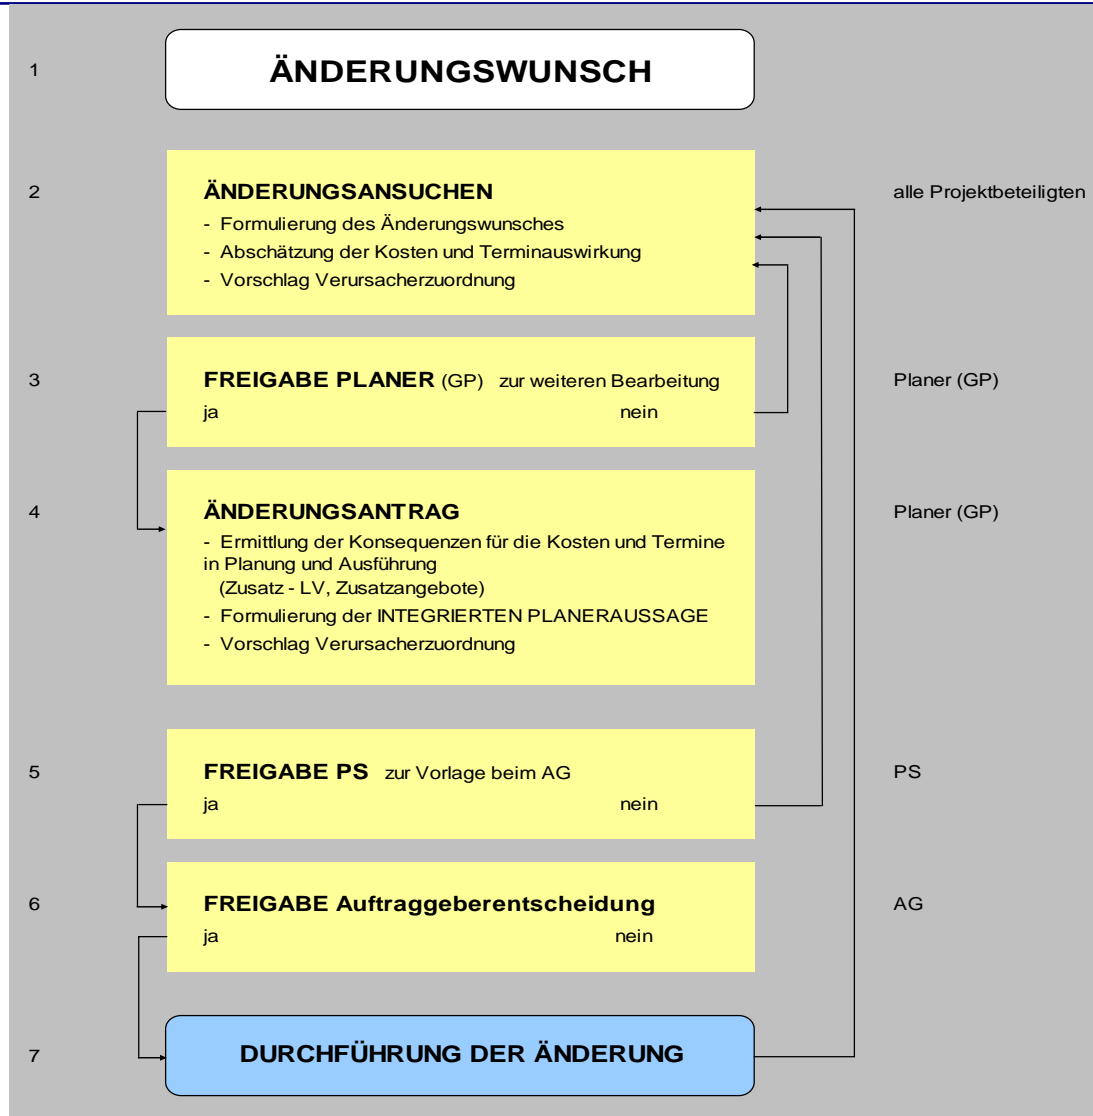 1 ÄNDERUNGSWUNSCH
2 ÄNDERUNGSANSUCHEN alle Projektbeteiligten
- Formulierung des Änderungswunsches
- Abschätzung der Kosten und Terminauswirkung
- Vorschlag Verursacherzuordnung
3 FREIGABE PLANER (GP) zur weiteren Bearbeitung Planer (GP)
ja nein
4 ÄNDERUNGSANTRAG Planer (GP)
- Ermittlung der Konsequenzen für die Kosten und Termine
in Planung und Ausführung
(Zusatz - LV, Zusatzangebote)
- Formulierung der INTEGRIERTEN PLANERAUSSAGE
- Vorschlag Verursacherzuordnung
5 FREIGABE PS zur Vorlage beim AG PS
ja nein
6 FREIGABE Auftraggeberentscheidung AG
ja nein
7 DURCHFÜHRUNG DER ÄNDERUNG